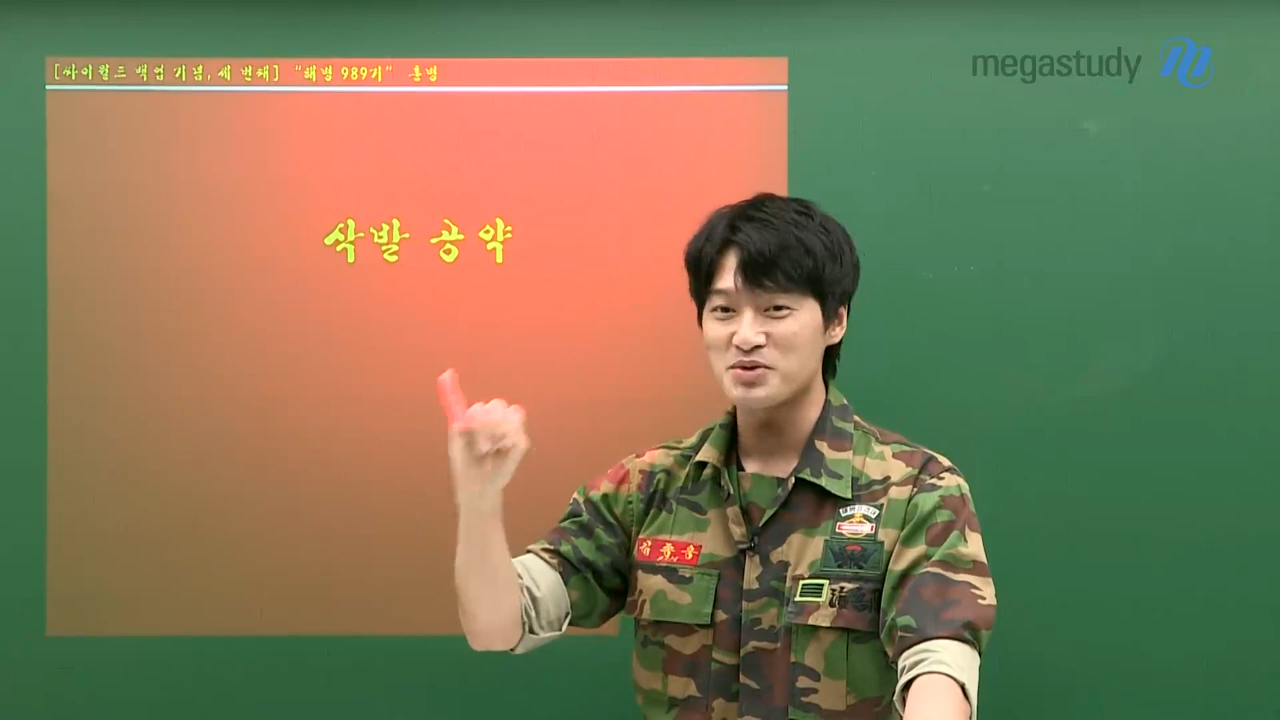 [싸이월드 백업 기념, 세 번째] "해병 989기" 홍병
megastudy
삭발 공약